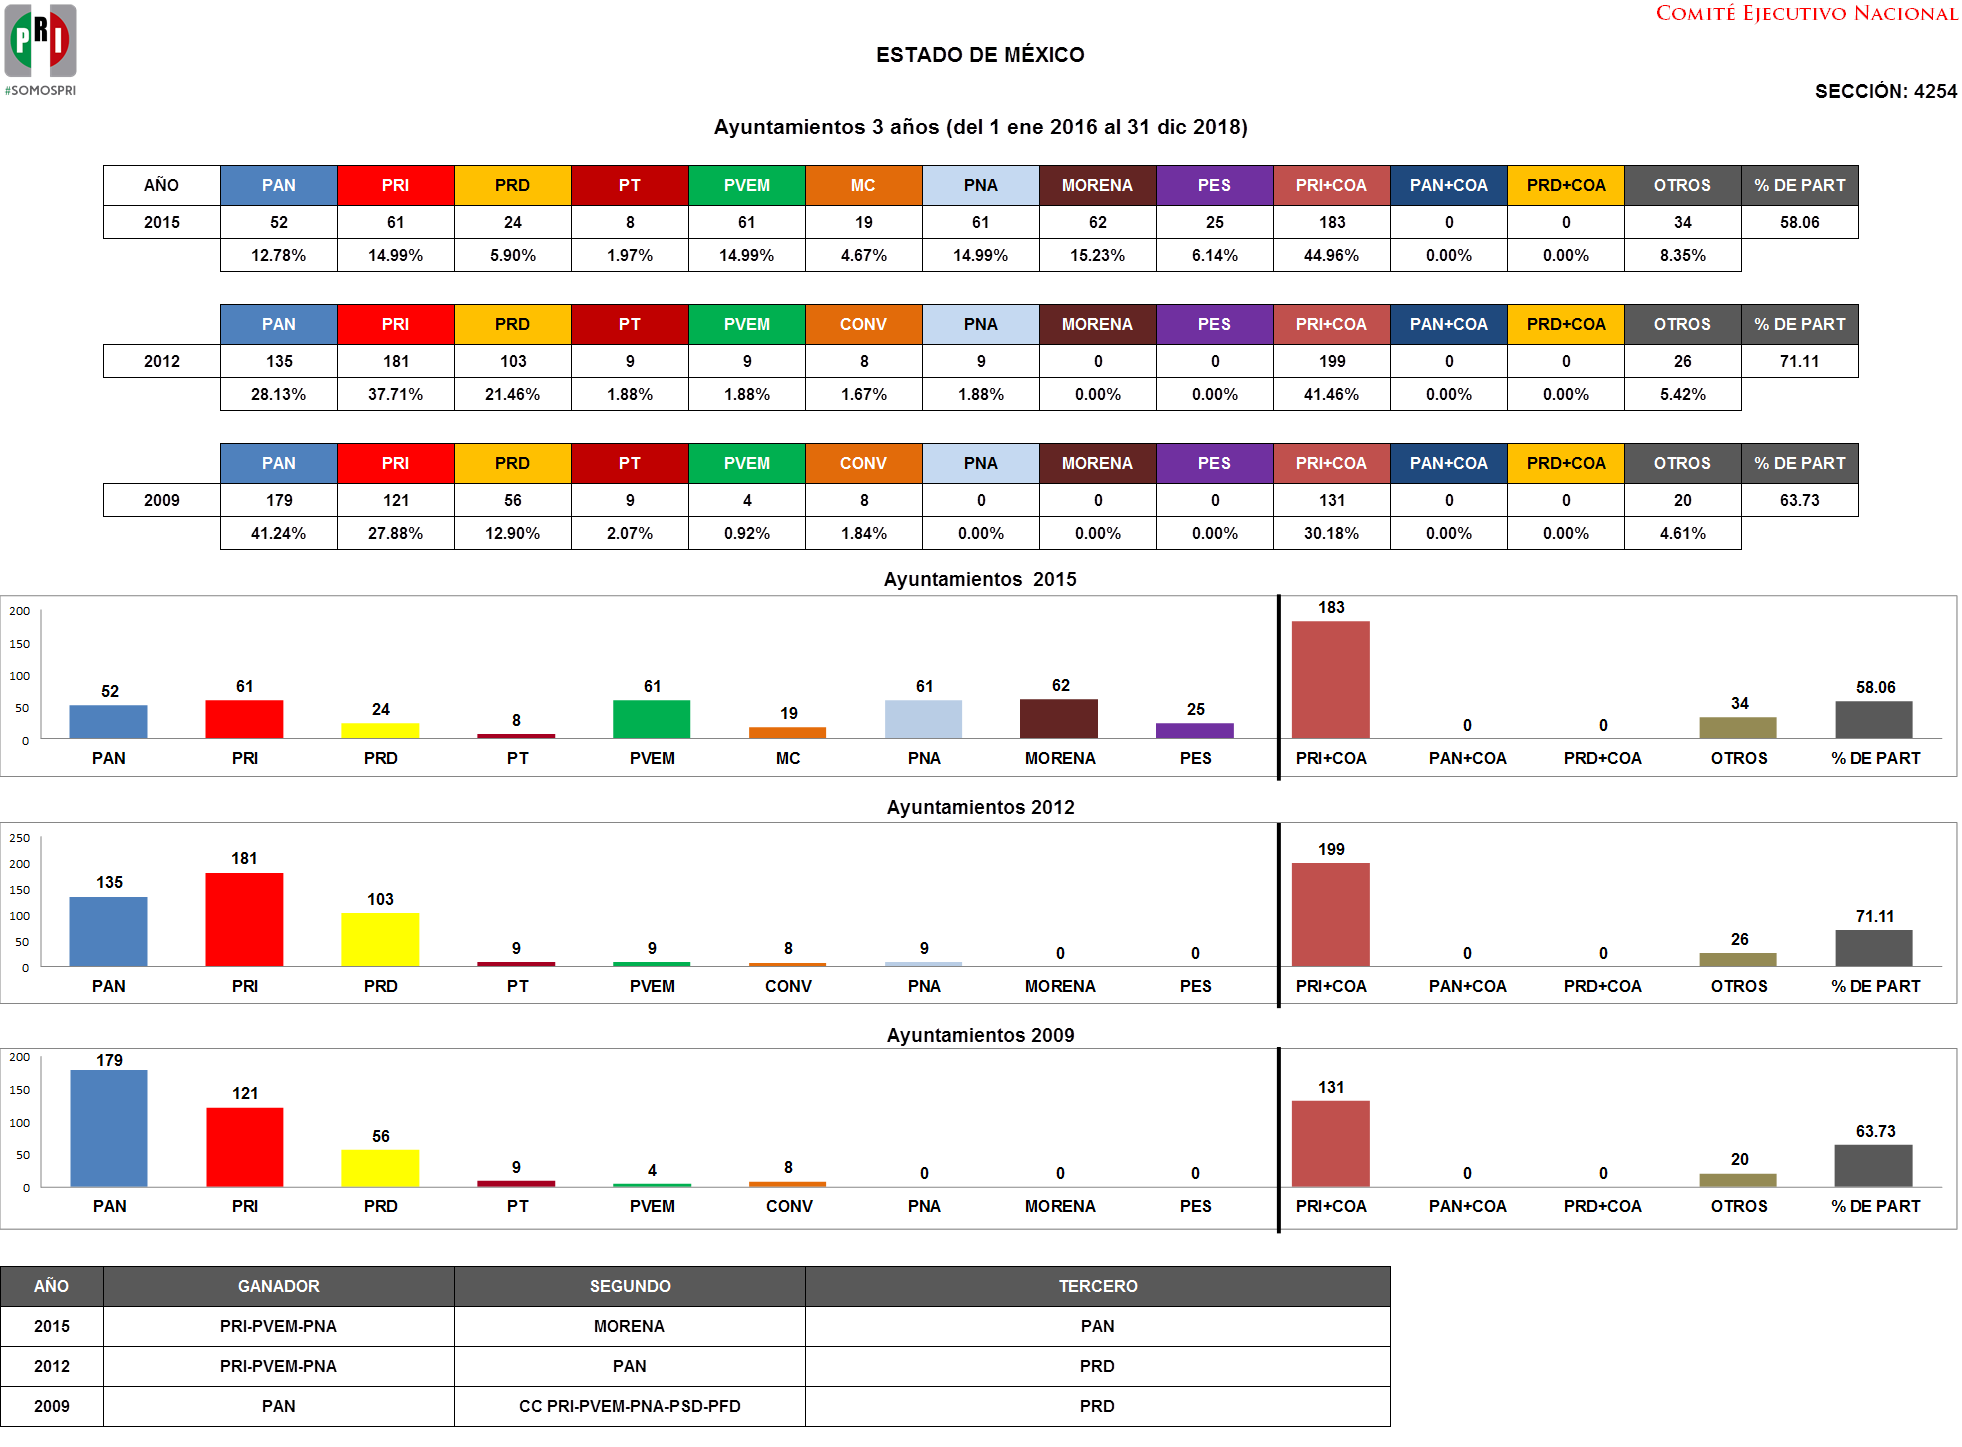 PRI
#SOMOSPRI
COMITÉ EJECUTIVO NACIONAL
ESTADO DE MÉXICO
SECCIÓN: 4254
Ayuntamientos 3 años (del 1 ene 2016 al 31 dic 2018)
AÑO PAN PRI PRD PT PVEM MC PNA MORENA PES PRI+COA PAN+COA PRD+COA OTROS % DE PART
2015 52 61 24 8 61 19 61 62 25 183 0 0 34 58.06
12.78% 14.99% 5.90% 1.97% 14.99% 4.67% 14.99% 15.23% 6.14% 44.96% 0.00% 0.00% 8.35%
PAN PRI PRD PT PVEM CONV PNA MORENA PES PRI+COA PAN+COA PRD+COA OTROS % DE PART
2012 135 181 103 9 9 8 9 0 0 199 0 0 26 71.11
28.13% 37.71% 21.46% 1.88% 1.88% 1.67% 1.88% 0.00% 0.00% 41.46% 0.00% 0.00% 5.42%
PAN PRI PRD PT PVEM CONV PNA MORENA PES PRI+COA PAN+COA PRD+COA OTROS % DE PART
2009 179 121 56 9 4 8 0 0 0 131 0 0 20 63.73
41.24% 27.88% 12.90% 2.07% 0.92% 1.84% 0.00% 0.00% 0.00% 30.18% 0.00% 0.00% 4.61%
Ayuntamientos 2015
200
150
100
50
0
52 61 24 8 61 19 61 62 25 183 0 0 34 58.06
PAN PRI PRD PT PVEM MC PNA MORENA PES PRI+COA PAN+COA PRD+COA OTROS % DE PART
Ayuntamientos 2012
250
200
150
100
50
0
135 181 103 9 9 8 9 0 0 199 0 0 26 71.11
PAN PRI PRD PT PVEM CONV PNA MORENA PES PRI+COA PAN+COA PRD+COA OTROS % DE PART
Ayuntamientos 2009
200
150
100
50
0
179 121 56 9 4 8 0 0 0 131 0 0 20 63.73
PAN PRI PRD PT PVEM CONV PNA MORENA PES PRI+COA PAN+COA PRD+COA OTROS % DE PART
AÑO GANADOR SEGUNDO TERCERO
2015 PRI-PVEM-PNA MORENA PAN
2012 PRI-PVEM-PNA PAN PRD
2009 PAN CC PRI-PVEM-PNA-PSD-PFD PRD